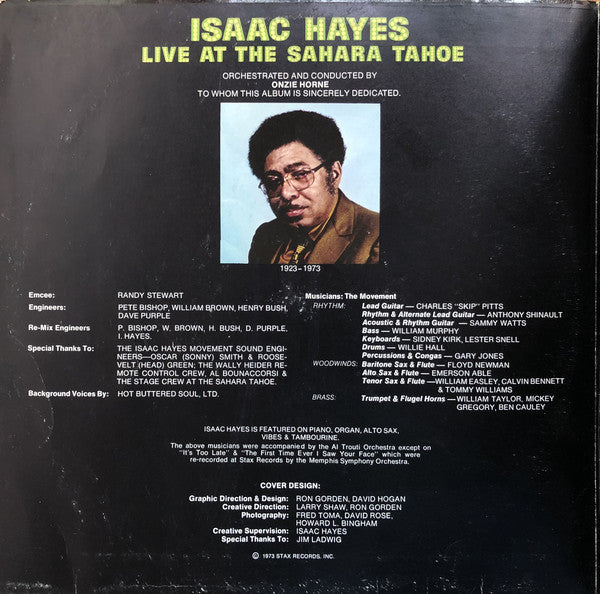 ISAAC HAYES
LIVE AT THE SAHARA TAHOE
ORCHESTRATED AND CONDUCTED BY
ONZIE HORNE
TO WHOM THIS ALBUM IS SINCERELY DEDICATED.
1923-1973
Emcee: RANDY STEWART
Engineers: PETE BISHOP, WILLIAM BROWN, HENRY BUSH,
DAVE PURPLE
Re-Mix Engineers P. BISHOP, W. BROWN, H. BUSH, D. PURPLE,
I. HAYES.
Special Thanks To: THE ISAAC HAYES MOVEMENT SOUND ENGI-
NEERS—OSCAR (SONNY) SMITH & ROOSE-
VELT (HEAD) GREEN; THE WALLY HEIDER RE-
MOTE CONTROL CREW, AL BOUNACCORSI &
THE STAGE CREW AT THE SAHARA TAHOE.
Background Voices By: HOT BUTTERED SOUL, LTD.
Musicians: The Movement
RHYTHM: Lead Guitar — CHARLES "SKIP" PITTS
Rhythm & Alternate Lead Guitar — ANTHONY SHINAULT
Acoustic & Rhythm Guitar — SAMMY WATTS
Bass — WILLIAM MURPHY
Keyboards — SIDNEY KIRK, LESTER SNELL
Drums — WILLIE HALL
Percussions & Congas — GARY JONES
WOODWINDS: Baritone Sax & Flute — FLOYD NEWMAN
Alto Sax & Flute — EMERSON ABLE
Tenor Sax & Flute —WILLIAM EASLEY, CALVIN BENNETT
& TOMMY WILLIAMS
BRASS: Trumpet & Flugel Horns — WILLIAM TAYLOR, MICKEY
GREGORY, BEN CAULEY
ISAAC HAYES IS FEATURED ON PIANO, ORGAN, ALTO SAX,
VIBES & TAMBOURINE.
The above musicians were accompanied by the Al Trouti Orchestra except on
"It's Too Late" & "The First Time Ever I Saw Your Face" which were
re-recorded at Stax Records by the Memphis Symphony Orchestra.
COVER DESIGN:
Graphic Direction & Design: RON GORDEN, DAVID HOGAN
Creative Direction: LARRY SHAW, RON GORDEN
Photography: FRED TOMA, DAVID ROSE,
HOWARD L. BINGHAM
Creative Supervision: ISAAC HAYES
Special Thanks To: JIM LADWIG
© 1973 STAX RECORDS, INC.